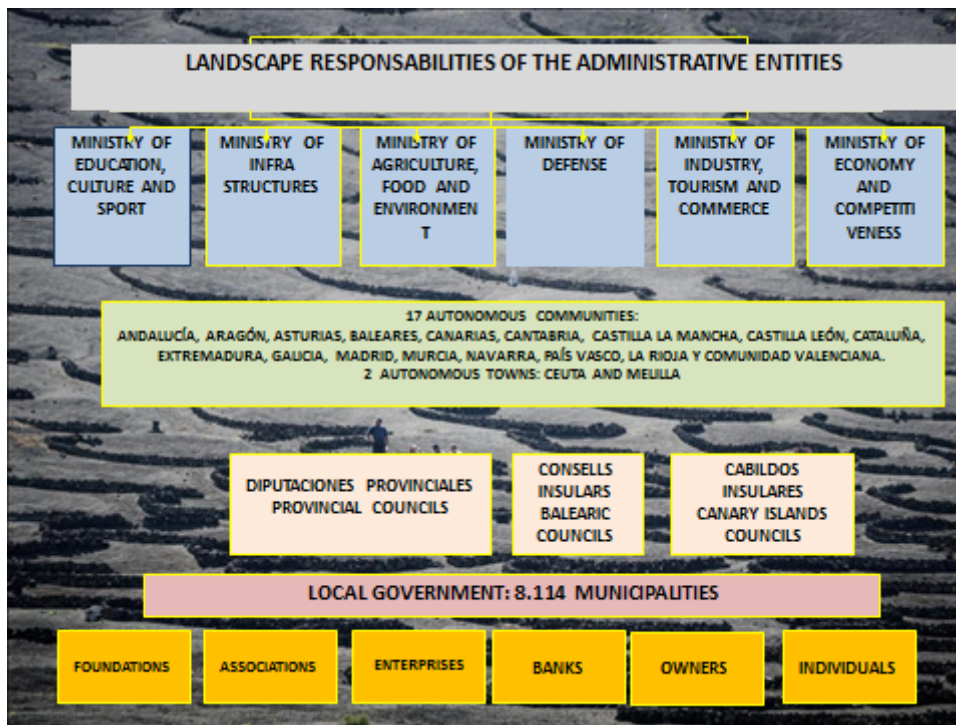 LANDSCAPE RESPONSABILITIES OF THE ADMINISTRATIVE ENTITIES
MINISTRY OF
EDUCATION,
CULTURE AND
SPORT
MINISTRY OF
INFRA
STRUCTURES
MINISTRY OF
AGRICULTURE,
FOOD AND
ENVIRONMEN
T
MINISTRY OF
DEFENSE
MINISTRY OF
INDUSTRY,
TOURISM AND
COMMERCE
MINISTRY OF
ECONOMY
AND
COMPETITI
VENESS
17 AUTONOMOUS COMMUNITIES:
ANDALUCÍA, ARAGÓN, ASTURIAS, BALEARES, CANARIAS, CANTABRIA, CASTILLA LA MANCHA, CASTILLA LEÓN, CATALUÑA,
EXTREMADURA, GALICIA, MADRID, MURCIA, NAVARRA, PAÍS VASCO, LA RIOJA Y COMUNIDAD VALENCIANA.
2 AUTONOMOUS TOWNS: CEUTA AND MELILLA
DIPUTACIONES PROVINCIALES
PROVINCIAL COUNCILS
CONSELLS
INSULARS
BALEARIC
COUNCILS
CABILDOS
INSULARES
CANARY ISLANDS
COUNCILS
LOCAL GOVERNMENT: 8.114 MUNICIPALITIES
FOUNDATIONS
ASSOCIATIONS
ENTERPRISES
BANKS
OWNERS
INDIVIDUALS